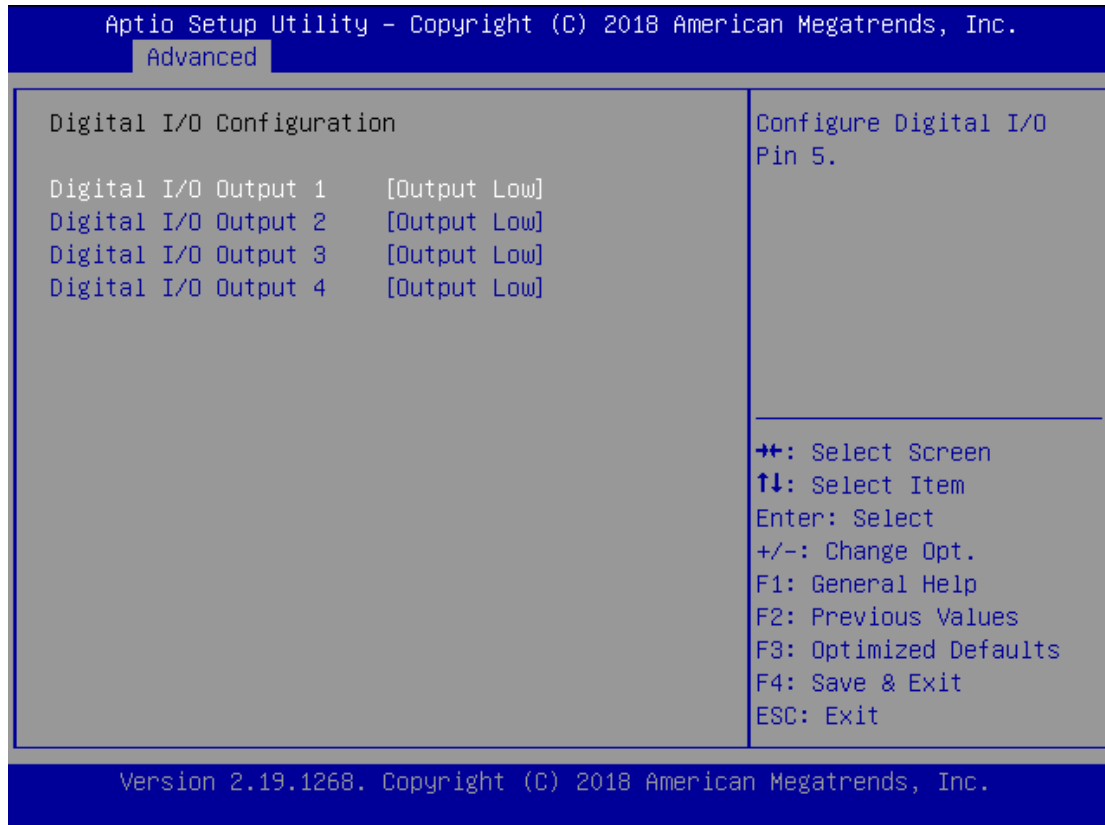 Aptio Setup Utility – Copyright (C) 2018 American Megatrends, Inc.
Advanced
Digital I/O Configuration
Digital I/O Output 1 [Output Low]
Digital I/O Output 2 [Output Low]
Digital I/O Output 3 [Output Low]
Digital I/O Output 4 [Output Low]
Configure Digital I/O
Pin 5.
→←: Select Screen
↑↓: Select Item
Enter: Select
+/-: Change Opt.
F1: General Help
F2: Previous Values
F3: Optimized Defaults
F4: Save & Exit
ESC: Exit
Version 2.19.1268. Copyright (C) 2018 American Megatrends, Inc.